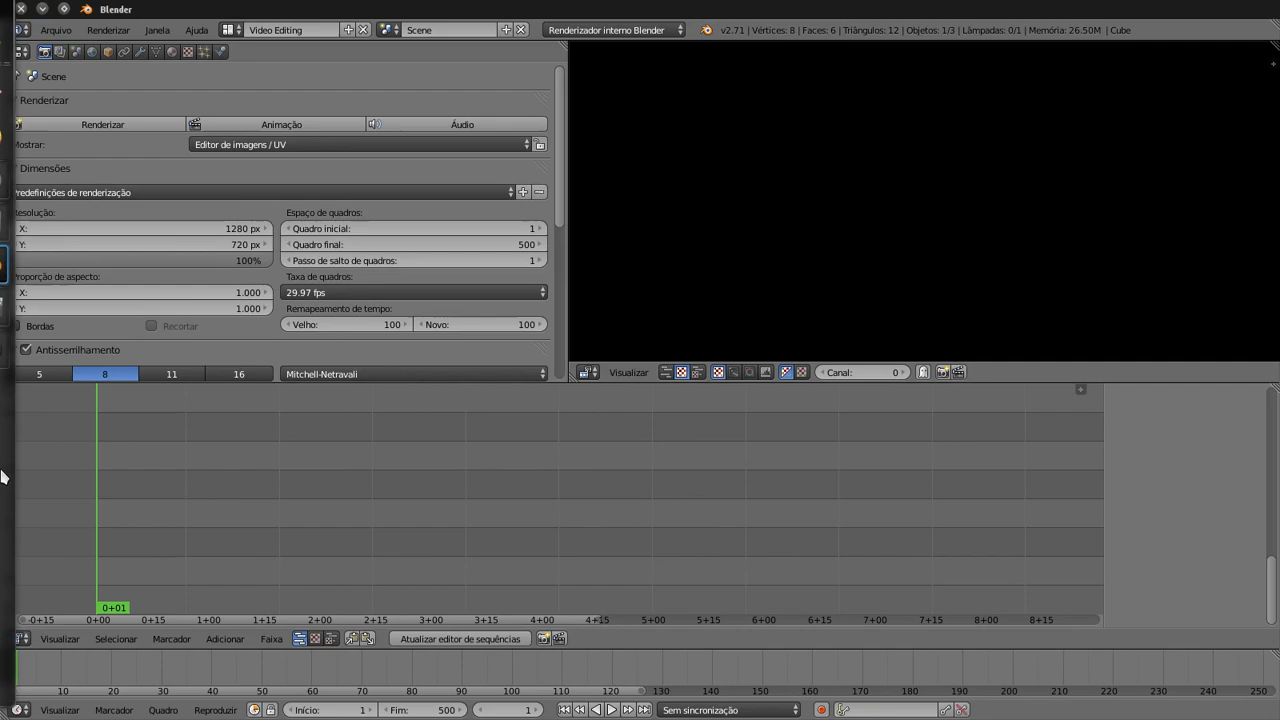 Blender
Arquivo Renderizar Janela Ajuda Video Editing Scene Renderizador interno Blender v2.71 | Vértices: 8 | Faces: 6 | Triângulos: 12 | Objetos: 1/3 | Lâmpadas: 0/1 | Memória: 26.50M | Cube
Scene
Renderizar
Renderizar Animação Áudio
Mostrar: Editor de imagens / UV
Dimensões
Predefinições de renderização
Resolução: Espaço de quadros:
X: 1280 px Quadro inicial: 1
Y: 720 px Quadro final: 500
100% Passo de salto de quadros: 1
Proporção de aspecto: Taxa de quadros:
X: 1.000 29.97 fps
Y: 1.000 Remapeamento de tempo:
Bordas Recortar Velho: 100 Novo: 100
Antisserrilhamento
5 8 11 16 Mitchell-Netravali
Visualizar Canal: 0
0+01
-0+15 0+00 0+15 1+00 1+15 2+00 2+15 3+00 3+15 4+00 4+15 5+00 5+15 6+00 6+15 7+00 7+15 8+00 8+15
Visualizar Selecionar Marcador Adicionar Faixa Atualizar editor de sequências
10 20 30 40 50 60 70 80 90 100 110 120 130 140 150 160 170 180 190 200 210 220 230 240 250
Visualizar Marcador Quadro Reproduzir Início: 1 Fim: 500 1 Sem sincronização